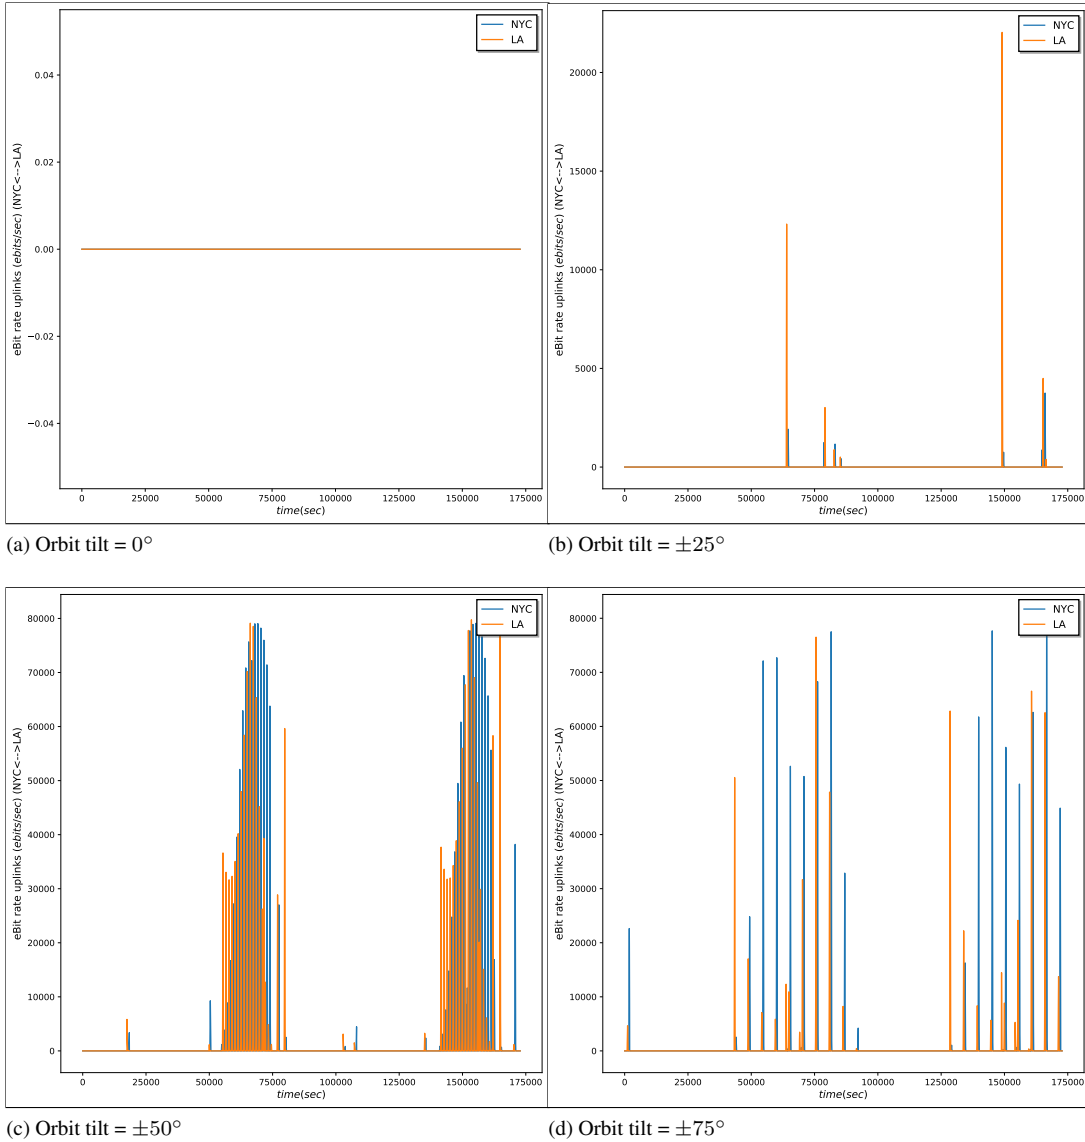 NYC
LA
eBit rate uplinks (ebits/sec) (NYC<-->LA)
0.04
0.02
0.00
−0.02
−0.04
0 25000 50000 75000 100000 125000 150000 175000
time(sec)
(a) Orbit tilt = 0°
NYC
LA
eBit rate uplinks (ebits/sec) (NYC<-->LA)
20000
15000
10000
5000
0
0 25000 50000 75000 100000 125000 150000 175000
time(sec)
(b) Orbit tilt = ±25°
NYC
LA
eBit rate uplinks (ebits/sec) (NYC<-->LA)
80000
70000
60000
50000
40000
30000
20000
10000
0
0 25000 50000 75000 100000 125000 150000 175000
time(sec)
(c) Orbit tilt = ±50°
NYC
LA
eBit rate uplinks (ebits/sec) (NYC<-->LA)
80000
70000
60000
50000
40000
30000
20000
10000
0
0 25000 50000 75000 100000 125000 150000 175000
time(sec)
(d) Orbit tilt = ±75°